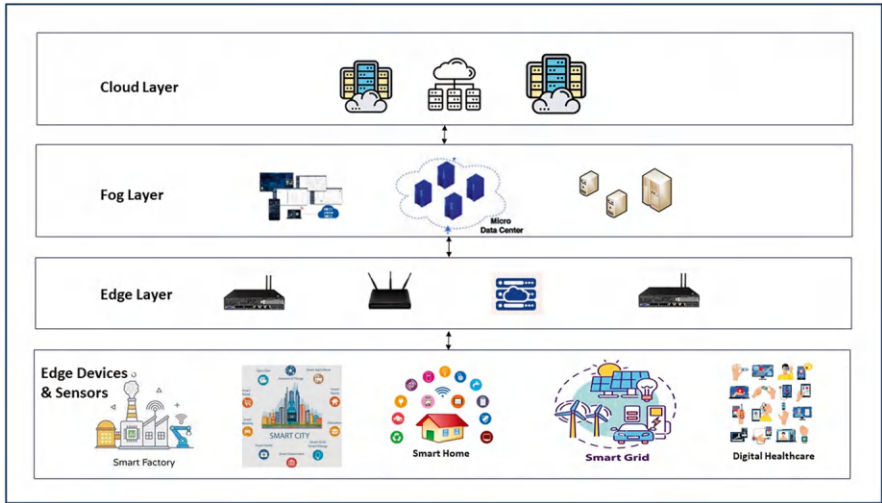 Cloud Layer
Fog Layer
Micro
Data Center
Edge Layer
Edge Devices
& Sensors
Smart Factory
SMART CITY
Smart Home
Smart Grid
Digital Healthcare